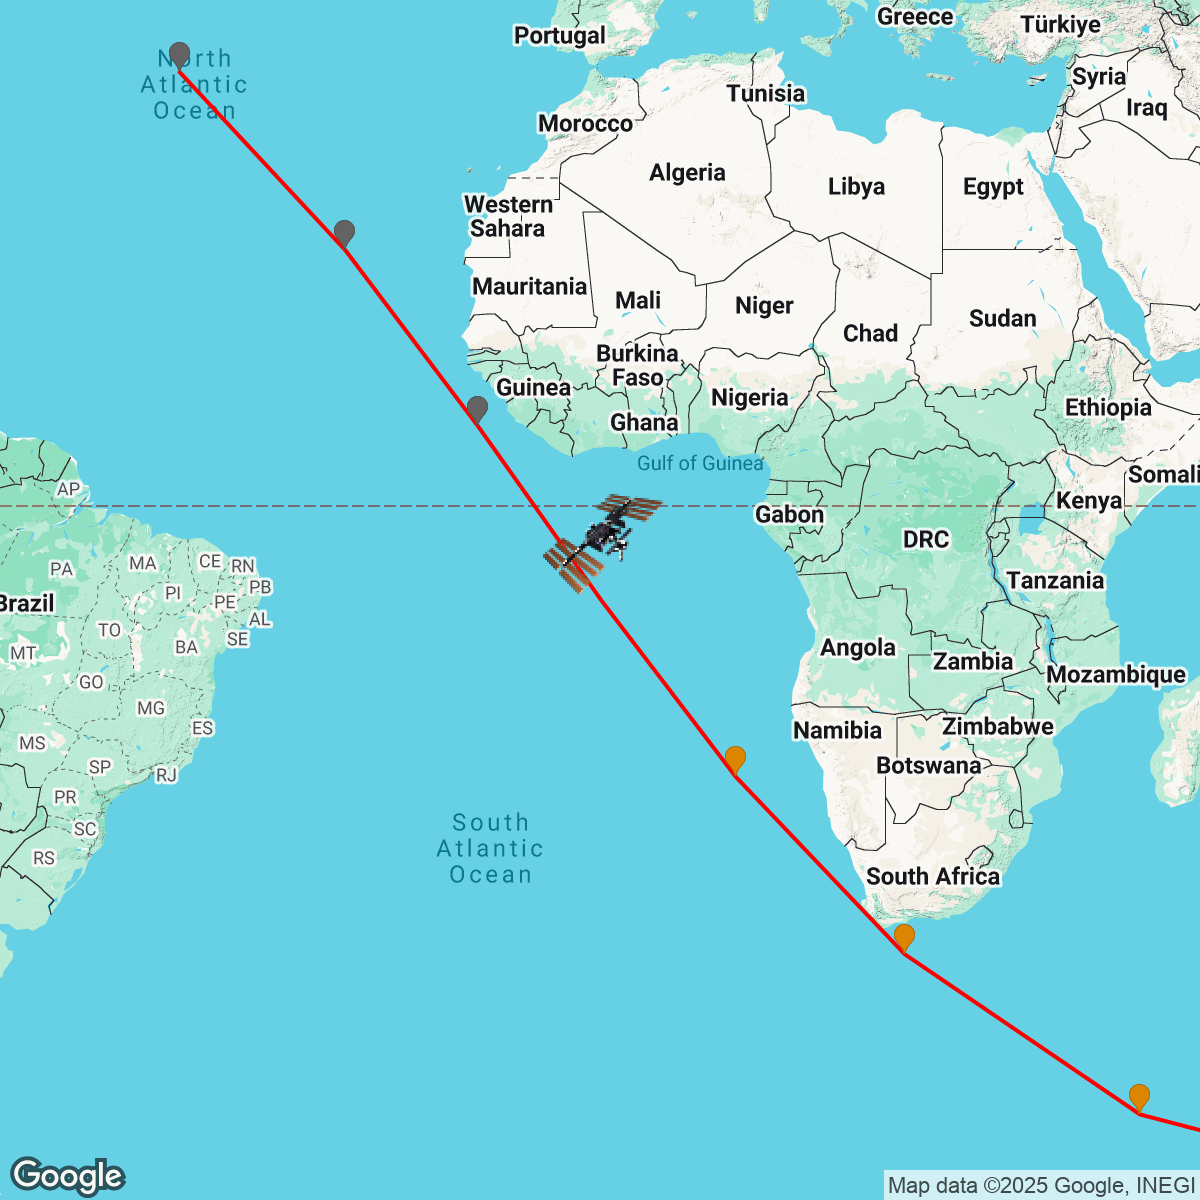 Portugal
Greece
Türkiye
North
Atlantic
Ocean
Syria
Tunisia
Iraq
Morocco
Algeria
Libya
Egypt
Western
Sahara
Mauritania
Mali
Niger
Sudan
Chad
Burkina
Faso
Guinea
Nigeria
Ethiopia
Ghana
Gulf of Guinea
Somali
AP
Kenya
Gabon
DRC
MA
CE
RN
PA
PI
PB
Tanzania
Brazil
PE
AL
TO
SE
BA
MT
Angola
Zambia
Mozambique
GO
MG
ES
Namibia
Zimbabwe
MS
SP
RJ
Botswana
PR
SC
South
Atlantic
Ocean
RS
South Africa
Google
Map data ©2025 Google, INEGI